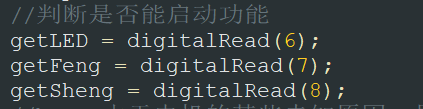 //判断是否能启动功能
getLED = digitalRead(6);
getFeng = digitalRead(7);
getSheng = digitalRead(8);